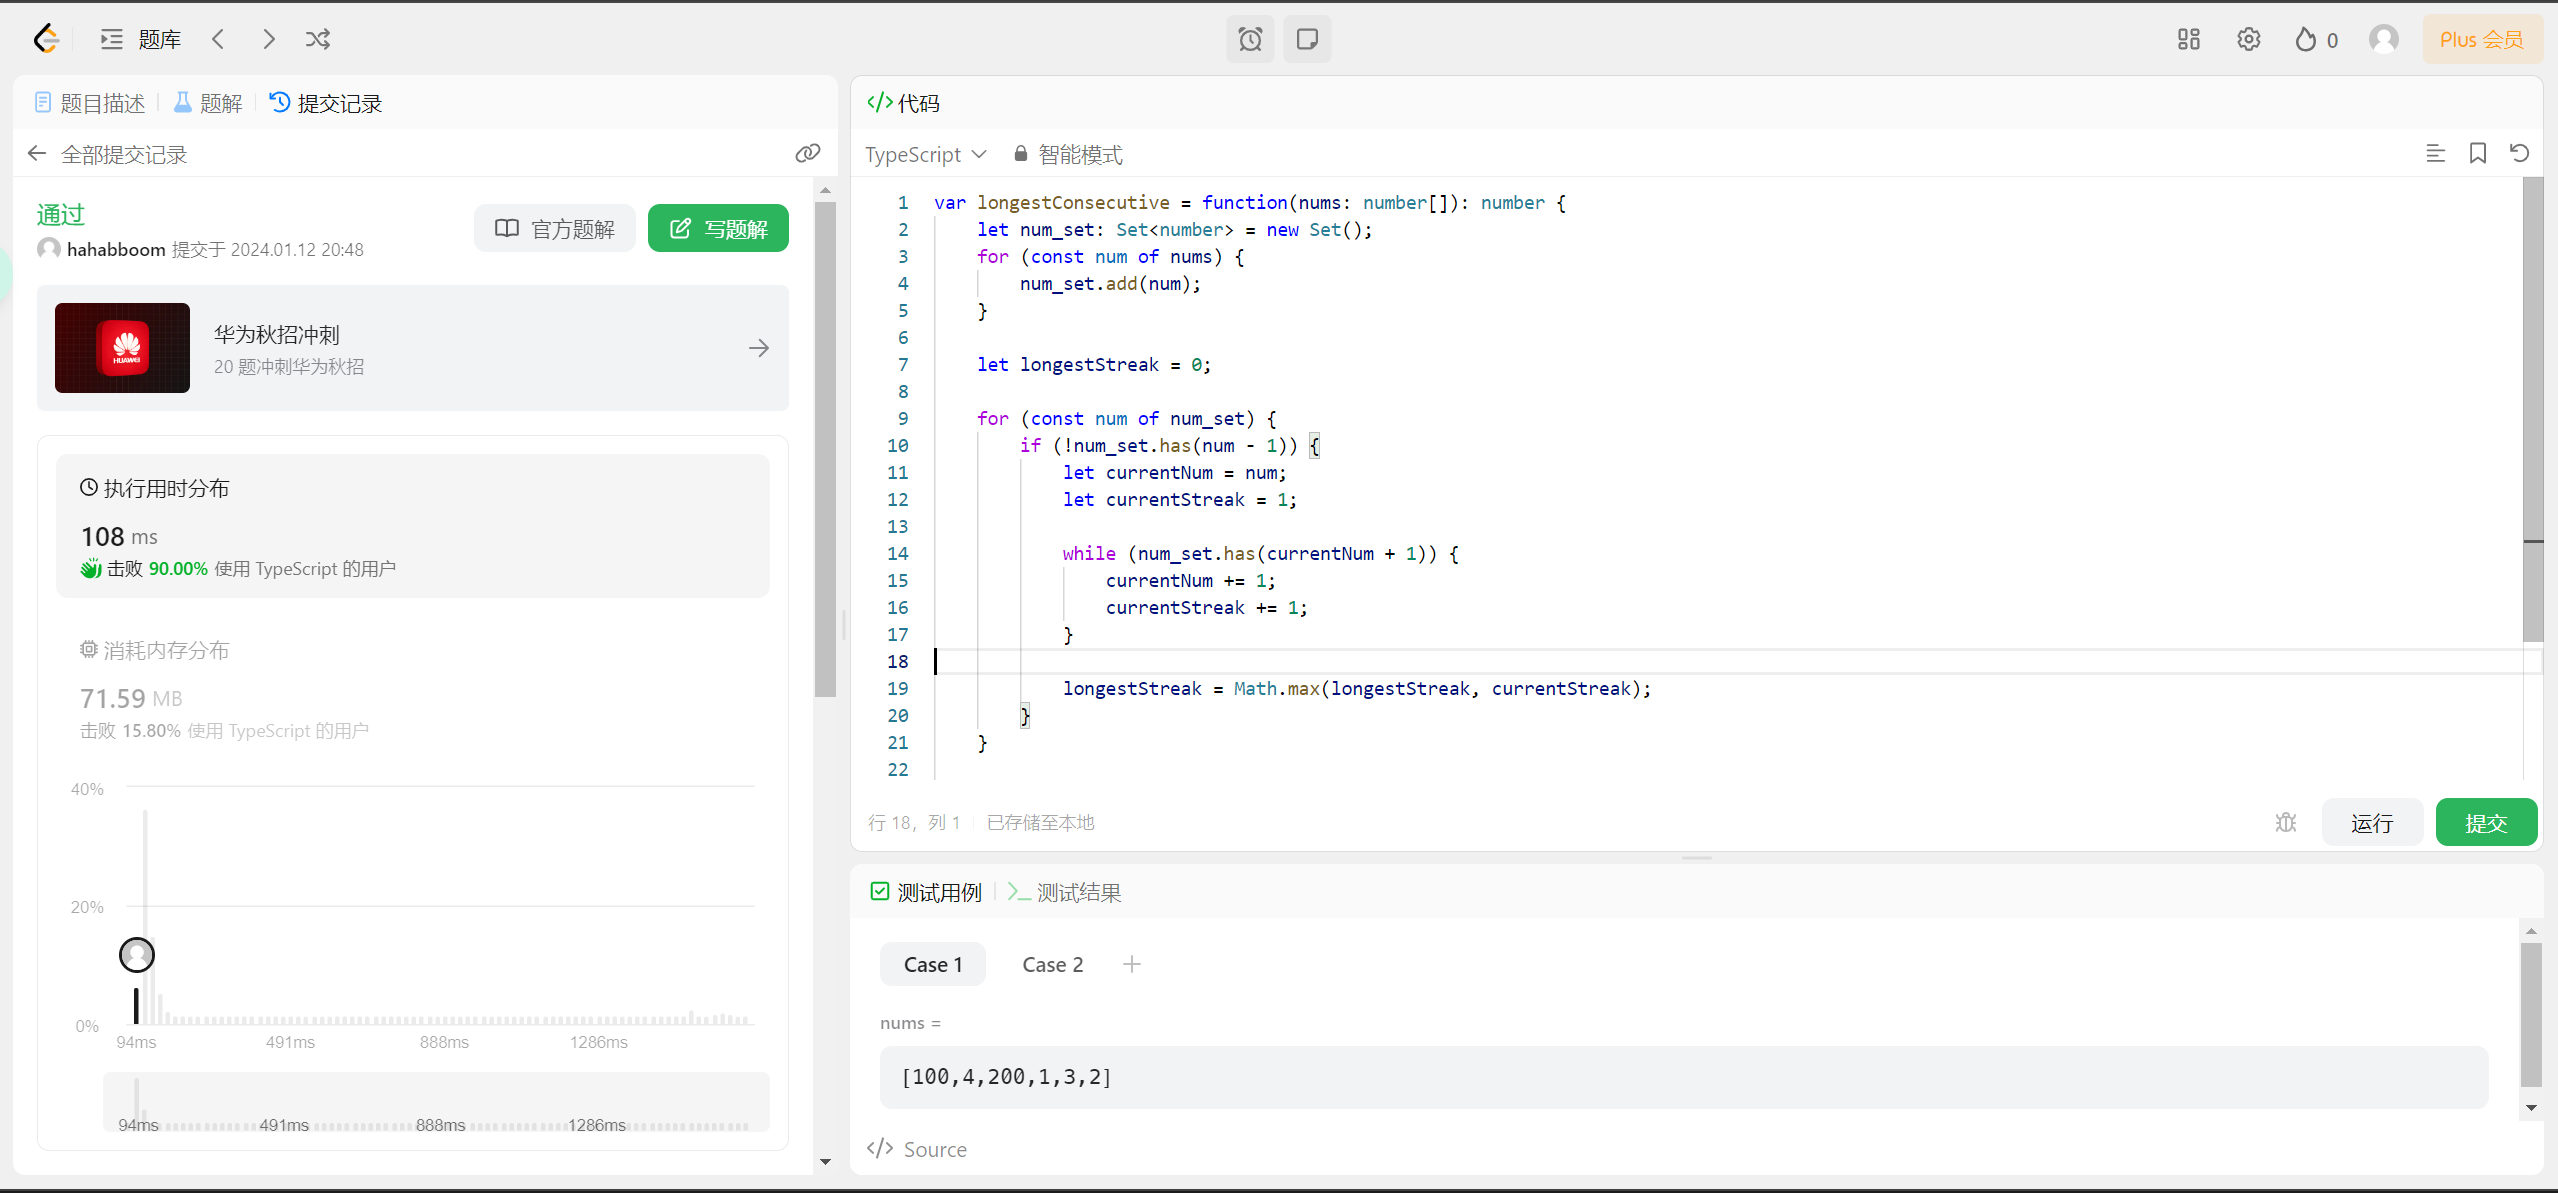 题库
0
Plus 会员
题目描述
题解
提交记录
全部提交记录
通过
hahabboom 提交于 2024.01.12 20:48
官方题解
写题解
HUAWEI
华为秋招冲刺
20 题冲刺华为秋招
执行用时分布
108 ms
击败 90.00% 使用 TypeScript 的用户
消耗内存分布
71.59 MB
击败 15.80% 使用 TypeScript 的用户
40%
20%
0%
94ms 491ms 888ms 1286ms
94ms 491ms 888ms 1286ms
</> 代码
TypeScript
智能模式
1 var longestConsecutive = function(nums: number[]): number {
2 let num_set: Set<number> = new Set();
3 for (const num of nums) {
4 num_set.add(num);
5 }
6
7 let longestStreak = 0;
8
9 for (const num of num_set) {
10 if (!num_set.has(num - 1)) {
11 let currentNum = num;
12 let currentStreak = 1;
13
14 while (num_set.has(currentNum + 1)) {
15 currentNum += 1;
16 currentStreak += 1;
17 }
18
19 longestStreak = Math.max(longestStreak, currentStreak);
20 }
21 }
22
行 18, 列 1
已存储至本地
运行
提交
测试用例
测试结果
Case 1
Case 2
+
nums =
[100,4,200,1,3,2]
</> Source